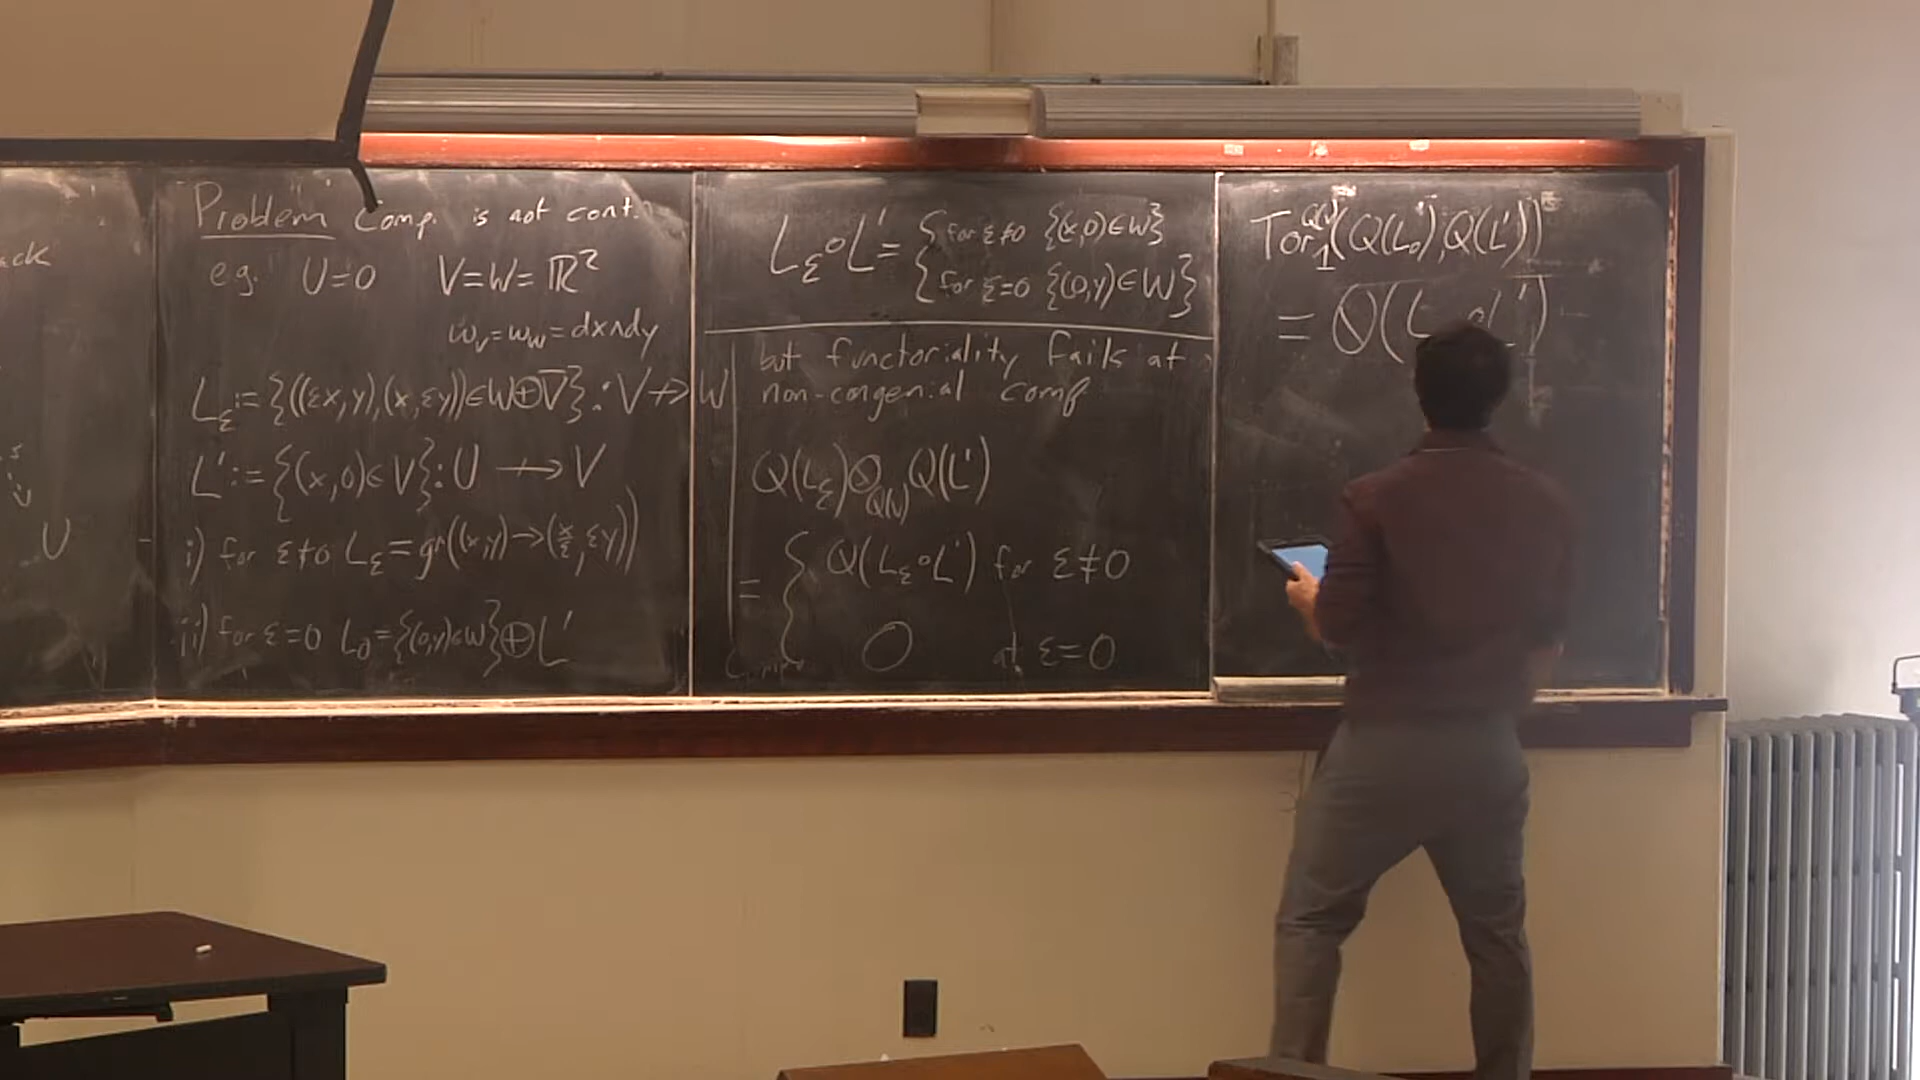 ack
U
Problem Comp. is not cont.
e.g. U=0 V=W=ℝ²
ω_V=ω_W=dx∧dy
L_ε:={((εx,y),(x,εy))∈W⊕V̅}:V⇸W
L':={(x,0)∈V}:U⇸V
i) for ε≠0 L_ε=gr((x,y)→(x/ε,εy))
ii) for ε=0 L_0={(0,y)∈W}⊕L'
L_ε∘L'={ for ε≠0 {(x,0)∈W}
for ε=0 {(0,y)∈W}
but functoriality fails at
non-congenial comp
Q(L_ε)⊗_{Q(V)}Q(L')
= { Q(L_ε∘L') for ε≠0
0 at ε=0
Tor_1^{Q(V)}(Q(L_0),Q(L'))
= Q(L ∘L')